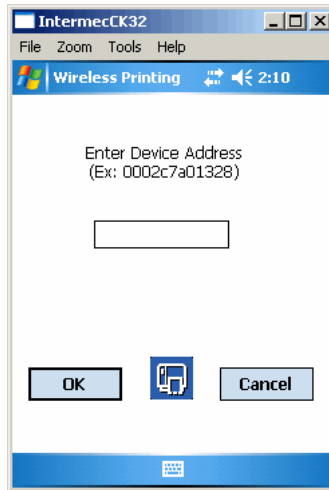 IntermecCK32
File Zoom Tools Help
Wireless Printing 2:10
Enter Device Address
(Ex: 0002c7a01328)
OK Cancel